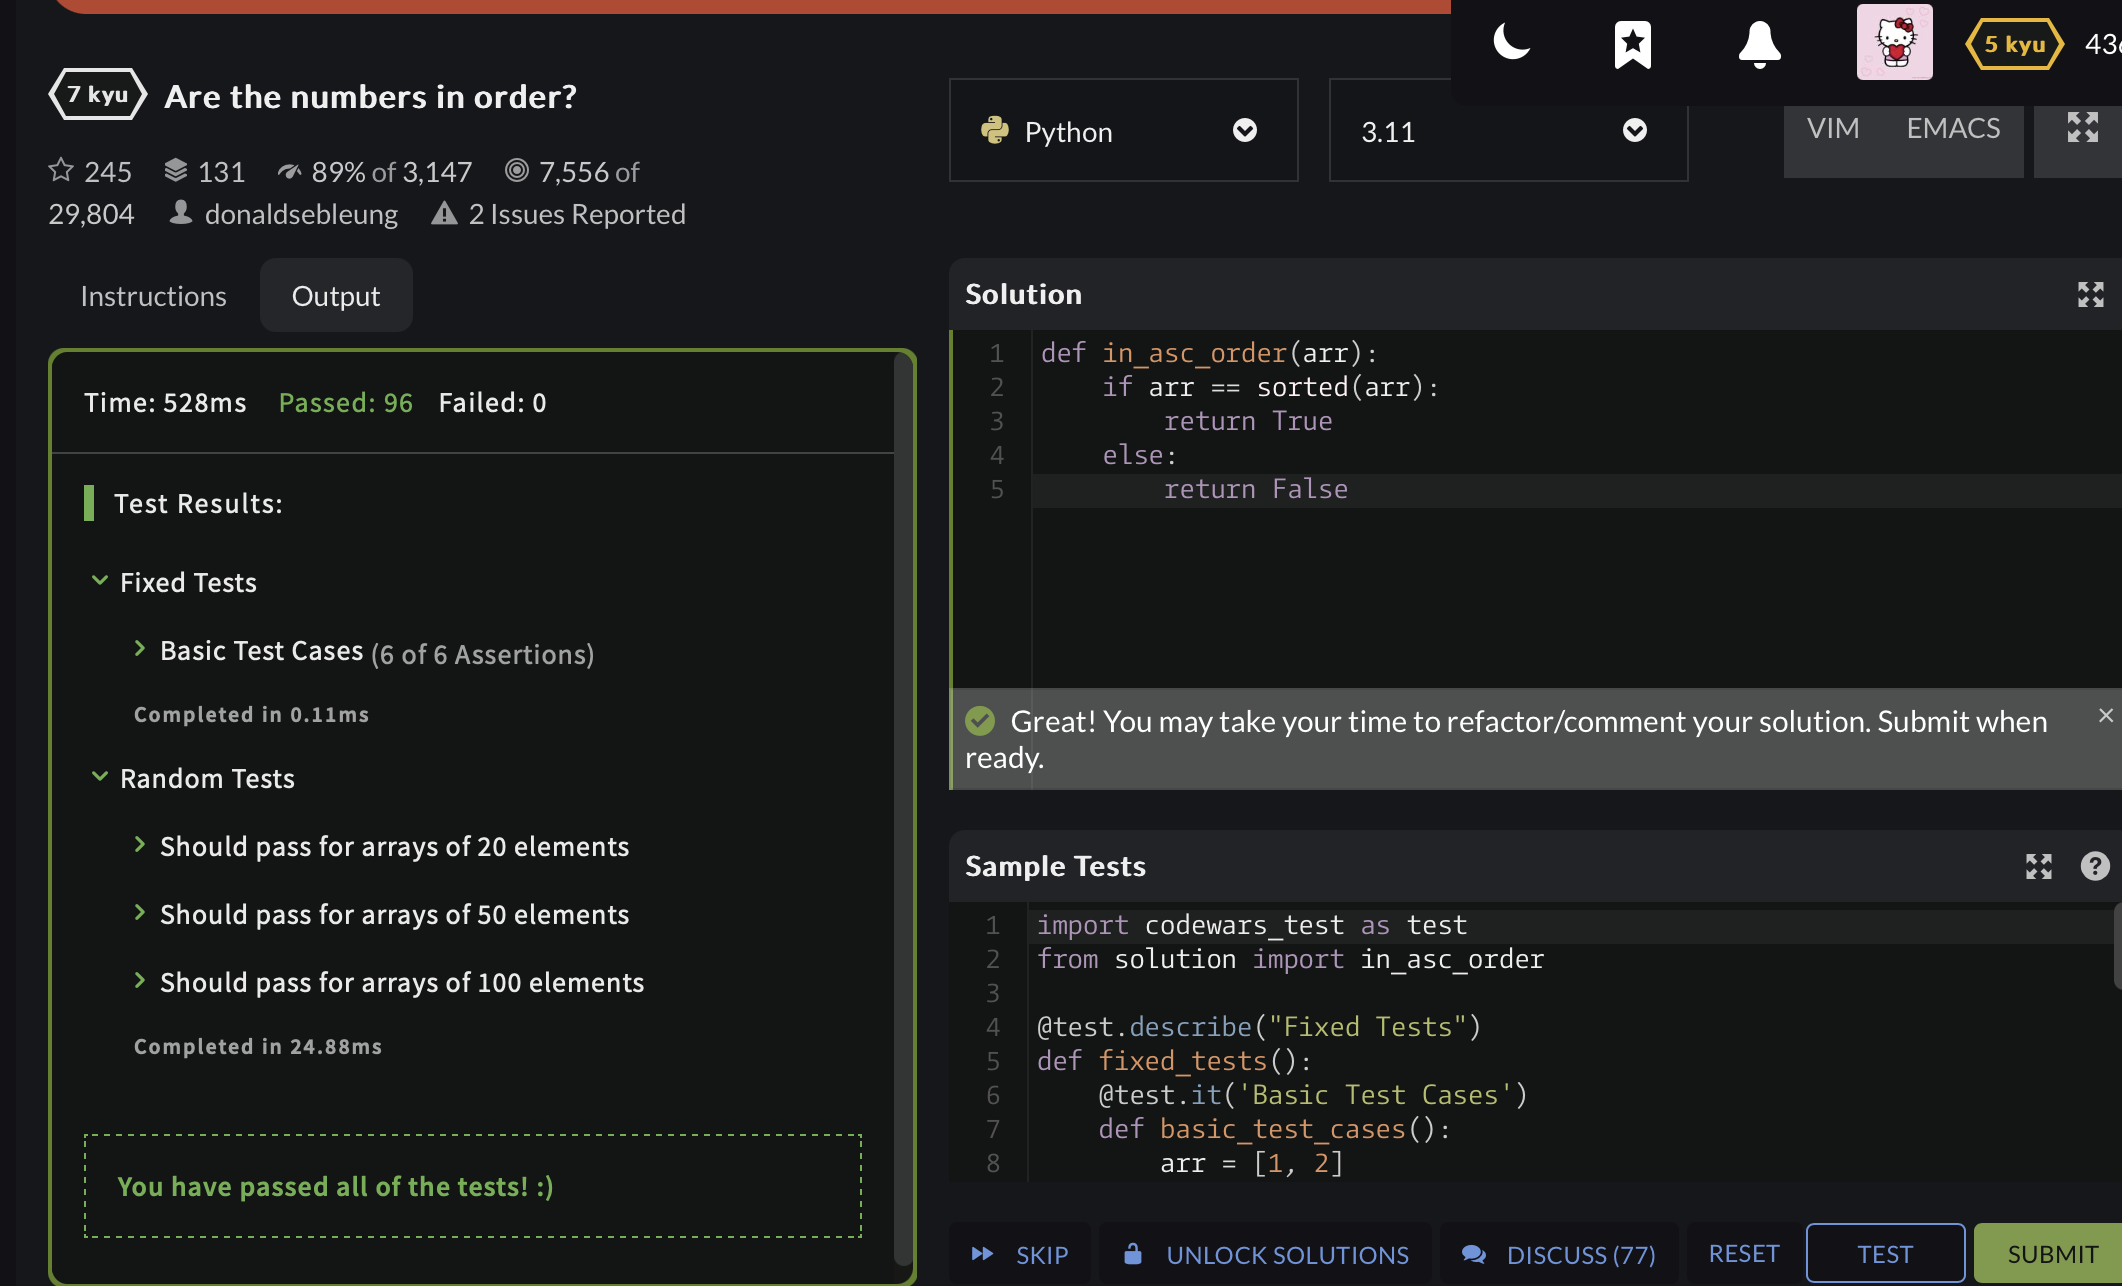 5 kyu
7 kyu Are the numbers in order?
Python
3.11
VIM EMACS
245 131 89% of 3,147 7,556 of
29,804 donaldsebleung 2 Issues Reported
Instructions Output
Time: 528ms Passed: 96 Failed: 0
Test Results:
Fixed Tests
Basic Test Cases (6 of 6 Assertions)
Completed in 0.11ms
Random Tests
Should pass for arrays of 20 elements
Should pass for arrays of 50 elements
Should pass for arrays of 100 elements
Completed in 24.88ms
You have passed all of the tests! :)
Solution
1 def in_asc_order(arr):
2     if arr == sorted(arr):
3         return True
4     else:
5         return False
Great! You may take your time to refactor/comment your solution. Submit when
ready.
Sample Tests
1 import codewars_test as test
2 from solution import in_asc_order
3
4 @test.describe("Fixed Tests")
5 def fixed_tests():
6     @test.it('Basic Test Cases')
7     def basic_test_cases():
8         arr = [1, 2]
SKIP UNLOCK SOLUTIONS DISCUSS (77) RESET TEST SUBMIT